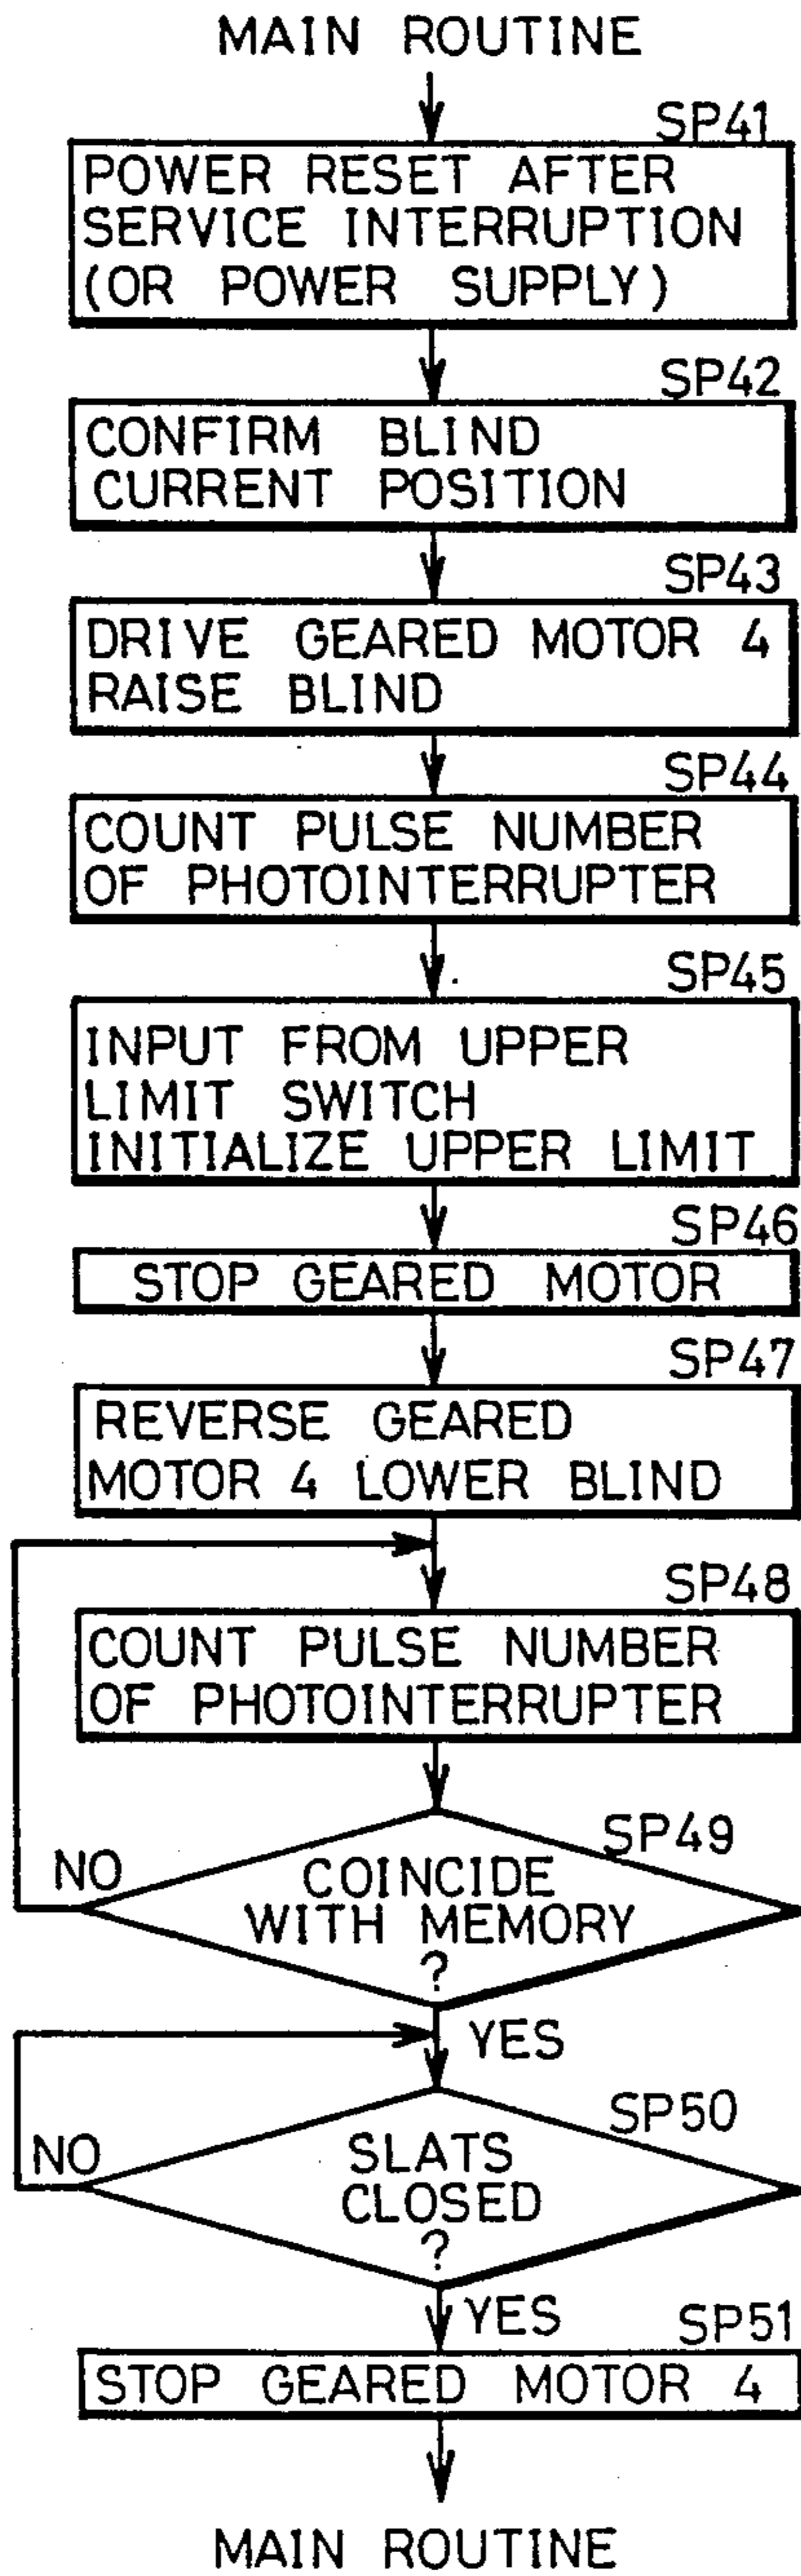 MAIN ROUTINE
SP41
POWER RESET AFTER
SERVICE INTERRUPTION
(OR POWER SUPPLY)
SP42
CONFIRM BLIND
CURRENT POSITION
SP43
DRIVE GEARED MOTOR 4
RAISE BLIND
SP44
COUNT PULSE NUMBER
OF PHOTOINTERRUPTER
SP45
INPUT FROM UPPER
LIMIT SWITCH
INITIALIZE UPPER LIMIT
SP46
STOP GEARED MOTOR
SP47
REVERSE GEARED
MOTOR 4 LOWER BLIND
SP48
COUNT PULSE NUMBER
OF PHOTOINTERRUPTER
SP49
NO
COINCIDE
WITH MEMORY
?
YES
SP50
NO
SLATS
CLOSED
?
YES
SP51
STOP GEARED MOTOR 4
MAIN ROUTINE